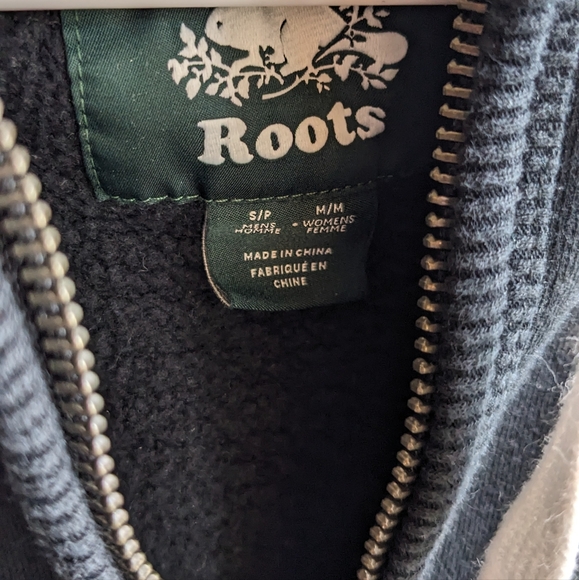 Roots
S/P M/M
MENS • WOMENS
HOMME FEMME
MADE IN CHINA
FABRIQUÉ EN
CHINE